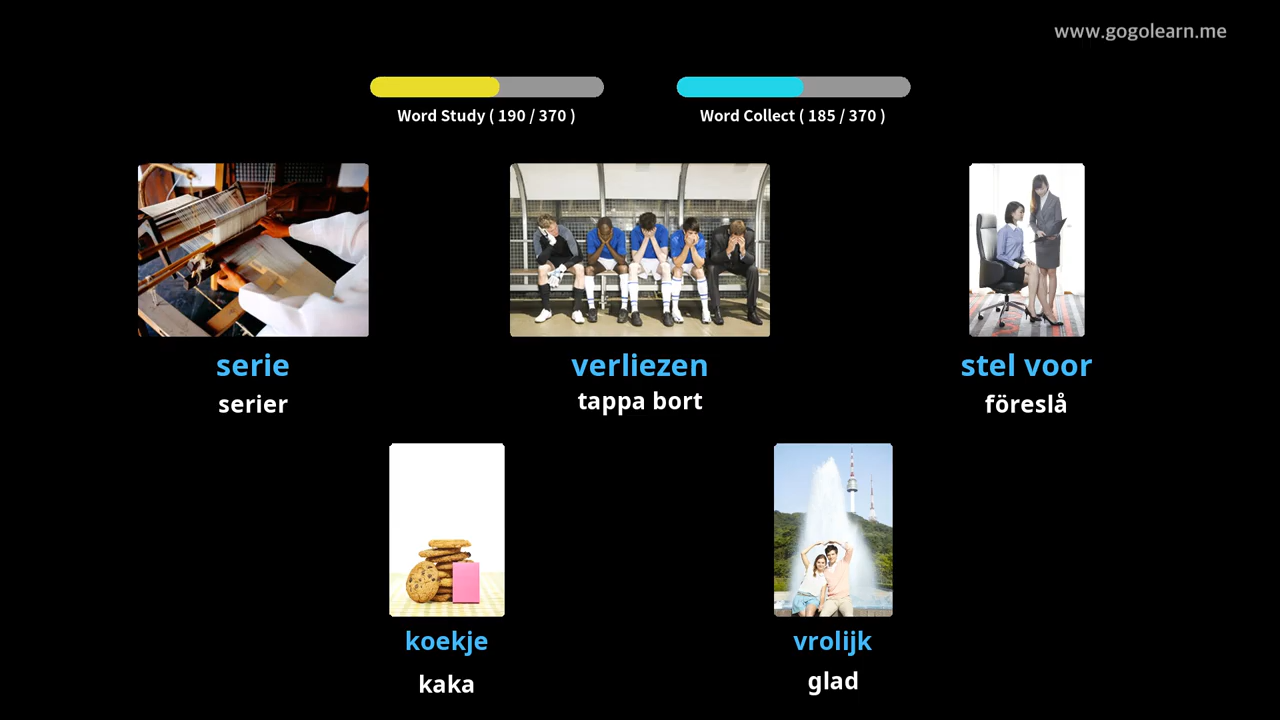 www.gogolearn.me
Word Study ( 190 / 370 )
Word Collect ( 185 / 370 )
serie
serier
verliezen
tappa bort
stel voor
föreslå
koekje
kaka
vrolijk
glad